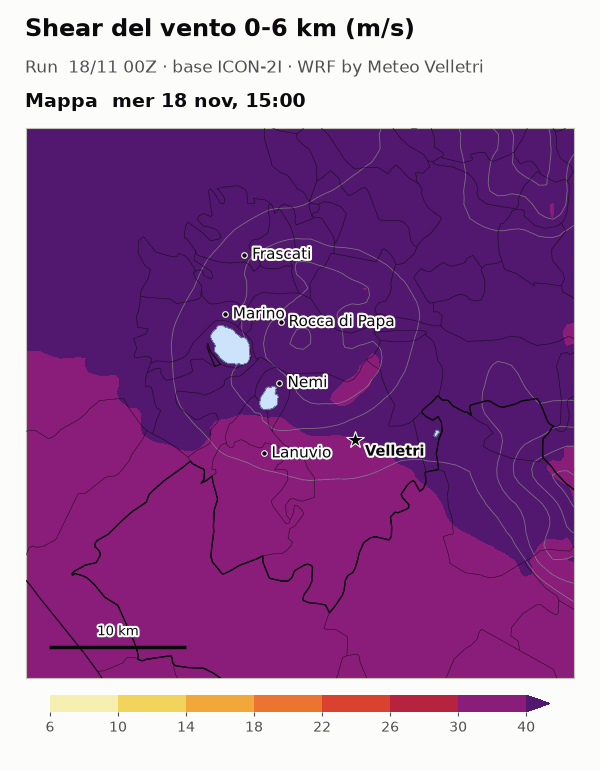 Shear del vento 0-6 km (m/s)
Run  18/11 00Z · base ICON-2I · WRF by Meteo Velletri
Mappa  mer 18 nov, 15:00
Frascati
Marino
Rocca di Papa
Nemi
Lanuvio
Velletri
10 km
6 10 14 18 22 26 30 40